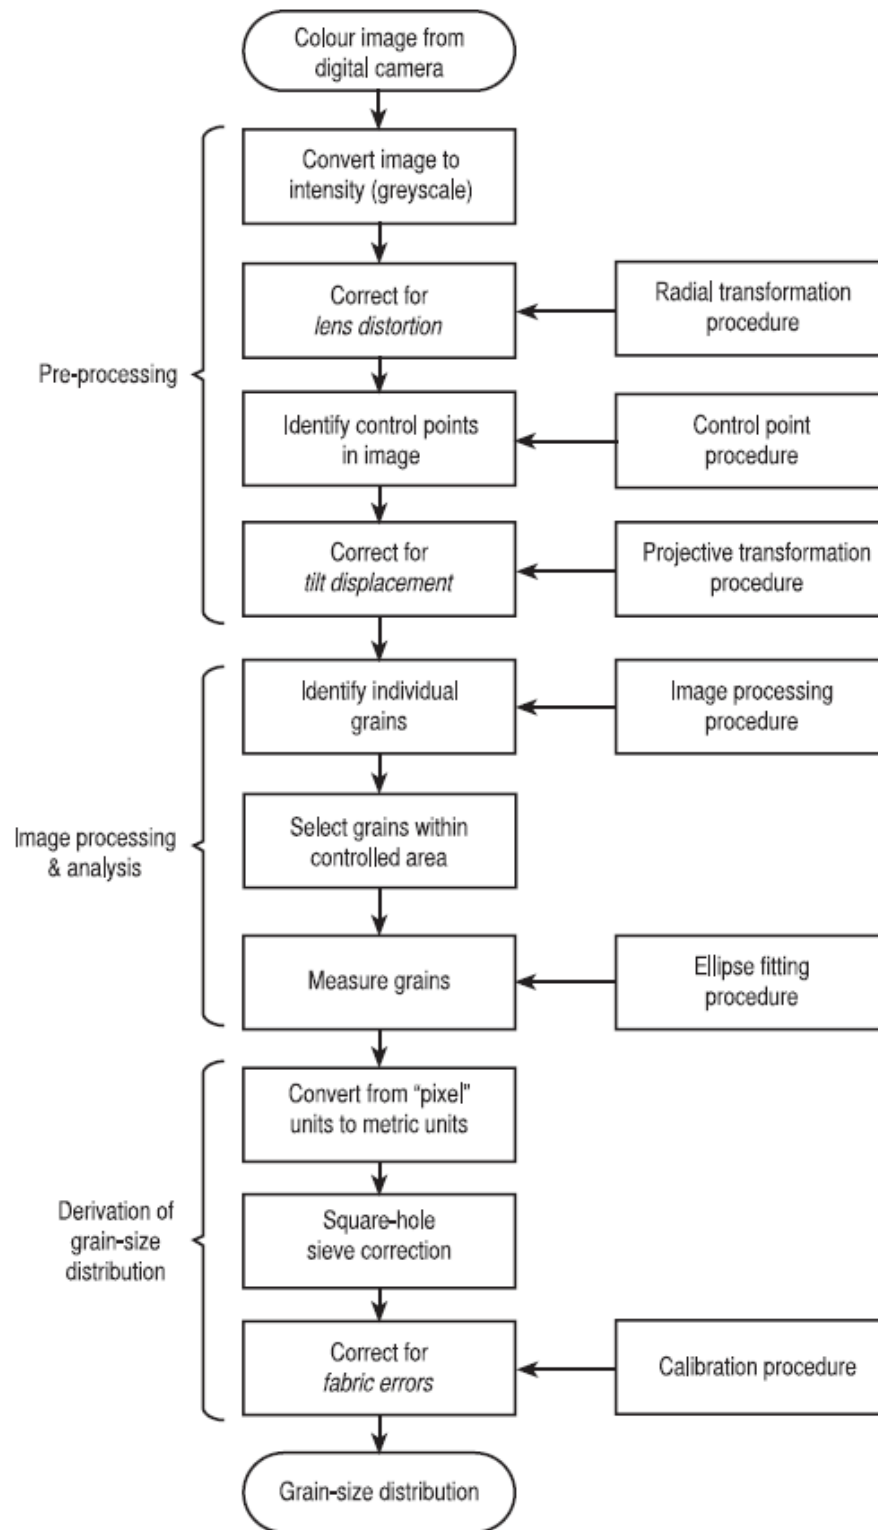 Colour image from
digital camera
Convert image to
intensity (greyscale)
Correct for
lens distortion
Radial transformation
procedure
Pre-processing
Identify control points
in image
Control point
procedure
Correct for
tilt displacement
Projective transformation
procedure
Identify individual
grains
Image processing
procedure
Image processing
& analysis
Select grains within
controlled area
Measure grains
Ellipse fitting
procedure
Convert from “pixel”
units to metric units
Derivation of
grain-size
distribution
Square-hole
sieve correction
Correct for
fabric errors
Calibration procedure
Grain-size distribution